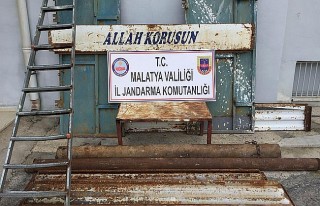 ALLAH KORUSUN
T.C.
MALATYA VALİLİĞİ
İL JANDARMA KOMUTANLIĞI